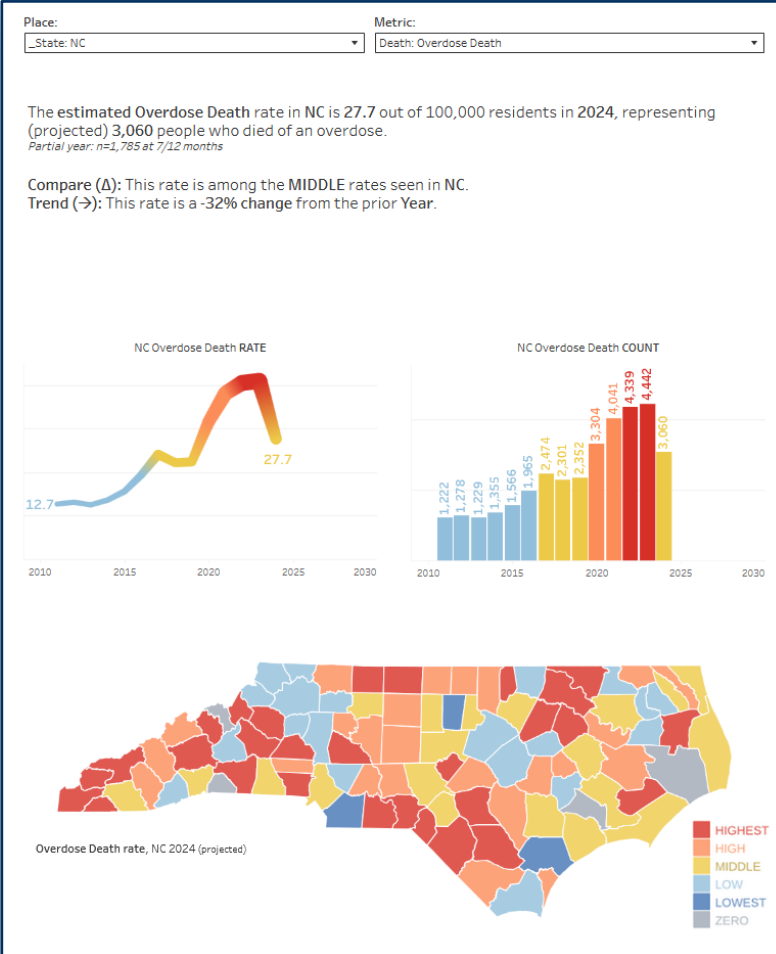 Place:
Metric:
_State: NC
Death: Overdose Death
The estimated Overdose Death rate in NC is 27.7 out of 100,000 residents in 2024, representing
(projected) 3,060 people who died of an overdose.
Partial year: n=1,785 at 7/12 months
Compare (Δ): This rate is among the MIDDLE rates seen in NC.
Trend (→): This rate is a -32% change from the prior Year.
NC Overdose Death RATE
12.7
27.7
2010 2015 2020 2025 2030
NC Overdose Death COUNT
1,222
1,278
1,229
1,355
1,566
1,965
2,474
2,301
2,352
3,304
4,041
4,339
4,442
3,060
2010 2015 2020 2025 2030
Overdose Death rate, NC 2024 (projected)
HIGHEST
HIGH
MIDDLE
LOW
LOWEST
ZERO